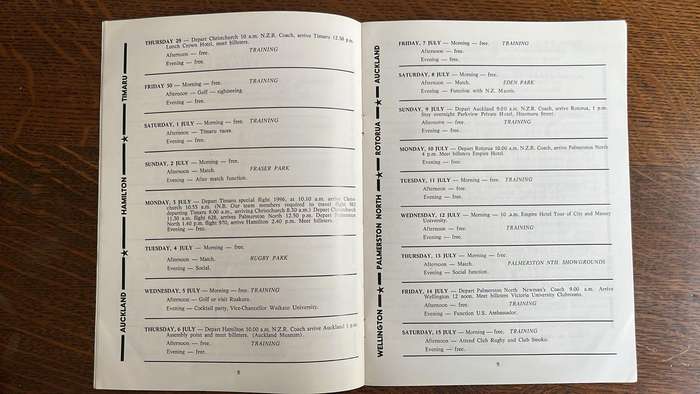 TIMARU
HAMILTON
AUCKLAND
THURSDAY 29 — Depart Christchurch 10 a.m. N.Z.R. Coach, arrive Timaru 12.50 p.m.
Lunch Crown Hotel, meet billeters.
Afternoon — free. TRAINING
Evening — free.
FRIDAY 30 — Morning — free. TRAINING
Afternoon — Golf — sightseeing.
Evening — free.
SATURDAY, 1 JULY — Morning — free. TRAINING
Afternoon — Timaru races.
Evening — free.
SUNDAY, 2 JULY — Morning — free.
Afternoon — Match. FRASER PARK
Evening — After match function.
MONDAY, 3 JULY — Depart Timaru special flight 1996, at 10.10 a.m. arrive Christ-
church 10.55 a.m. (N.B. Our team members required to travel flight
departing Timaru 8.00 a.m., arriving Christchurch 8.30 a.m.) Depart Christchurch
11.30 a.m. flight 628, arrives Palmerston North 12.50 p.m. Depart Palmerston
North 1.40 p.m. flight 970, arrive Hamilton 2.40 p.m. Meet billeters.
Evening — free.
TUESDAY, 4 JULY — Morning — free.
Afternoon — Match. RUGBY PARK
Evening — Social.
WEDNESDAY, 5 JULY — Morning — free. TRAINING
Afternoon — Golf or visit Ruakura.
Evening — Cocktail party, Vice-Chancellor Waikato University.
THURSDAY, 6 JULY — Depart Hamilton 10.00 a.m. N.Z.R. Coach arrive Auckland 1 p.m.
Assembly point and meet billeters. (Auckland Museum).
Afternoon — free. TRAINING
Evening — free.
8
AUCKLAND
ROTORUA
PALMERSTON NORTH
WELLINGTON
FRIDAY, 7 JULY — Morning — free. TRAINING
Afternoon — free.
Evening — free.
SATURDAY, 8 JULY — Morning — free.
Afternoon — Match. EDEN PARK
Evening — Function with N.Z. Maoris.
SUNDAY, 9 JULY — Depart Auckland 9.00 a.m. N.Z.R. Coach, arrive Rotorua, 1 p.m.
Stay overnight Parkview Private Hotel, Hinemaru Street.
Afternoon — free. TRAINING
Evening — free.
MONDAY, 10 JULY — Depart Rotorua 10.00 a.m. N.Z.R. Coach, arrive Palmerston North
4 p.m. Meet billeters Empire Hotel.
Evening — free.
TUESDAY, 11 JULY — Morning — free. TRAINING
Afternoon — free.
Evening — free.
WEDNESDAY, 12 JULY — Morning — 10 a.m. Empire Hotel Tour of City and Massey
University.
Afternoon — free. TRAINING
Evening — free.
THURSDAY, 13 JULY — Morning — free.
Afternoon — Match. PALMERSTON NTH. SHOWGROUNDS
Evening — Social function.
FRIDAY, 14 JULY — Depart Palmerston North Newman's Coach 9.00 a.m. Arrive
Wellington 12 noon. Meet billeters Victoria University Clubrooms.
Afternoon — free. TRAINING
Evening — Function U.S. Ambassador.
SATURDAY, 15 JULY — Morning — free. TRAINING
Afternoon — Attend Club Rugby and Club Smoko.
Evening — free.
9